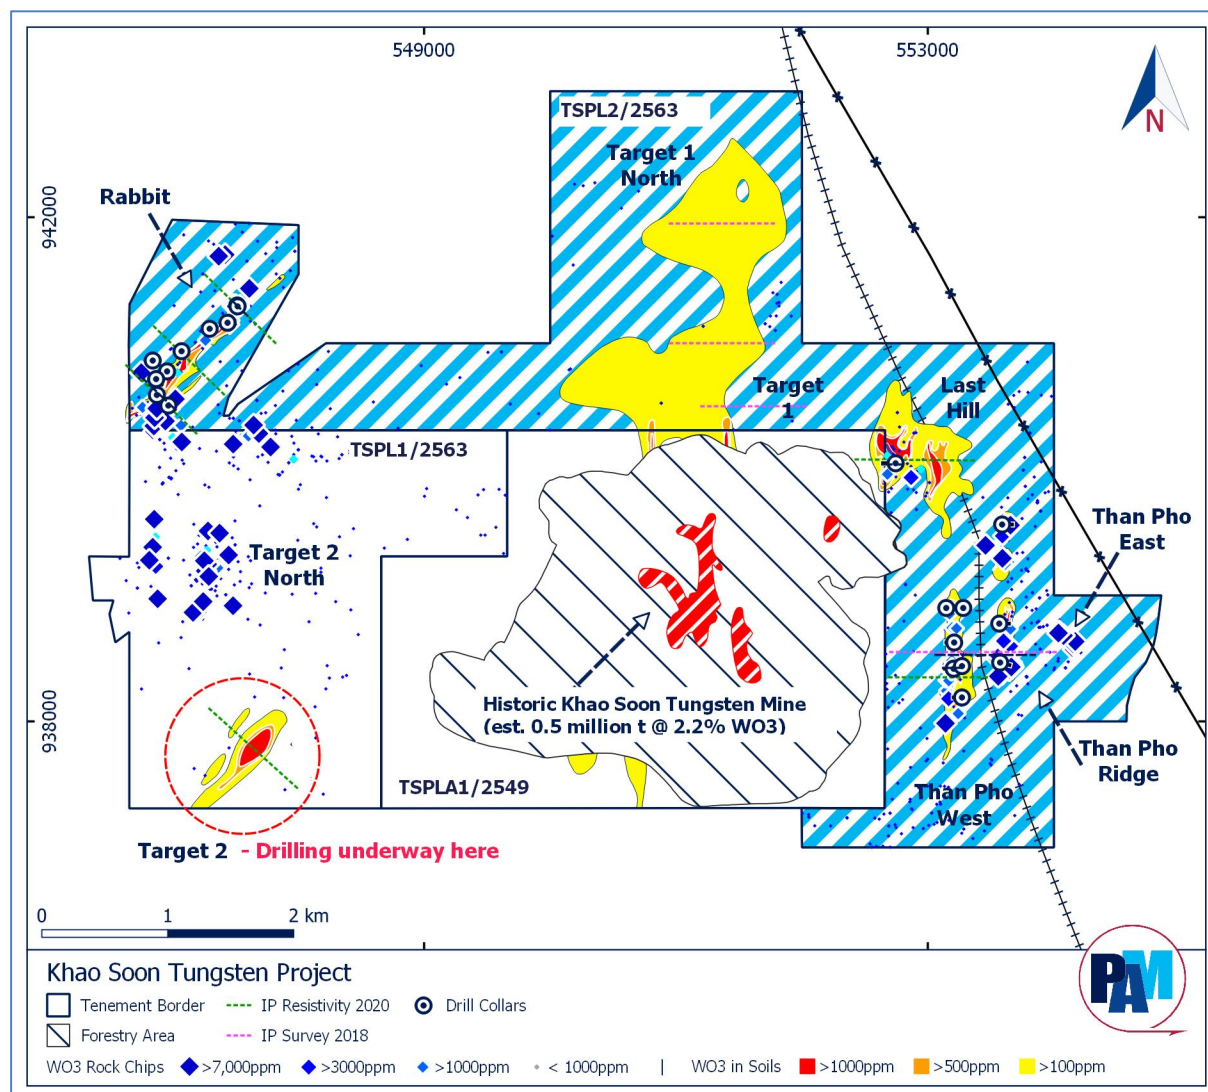 549000
553000
942000
938000
TSPL2/2563
Target 1
North
Rabbit
N
Target
1
Last
Hill
TSPL1/2563
Target 2
North
Than Pho
East
Historic Khao Soon Tungsten Mine
(est. 0.5 million t @ 2.2% WO3)
Than Pho
Ridge
TSPLA1/2549
Than Pho
West
Target 2 - Drilling underway here
0 1 2 km
PAM
Khao Soon Tungsten Project
Tenement Border IP Resistivity 2020 Drill Collars
Forestry Area IP Survey 2018
WO3 Rock Chips >7,000ppm >3000ppm >1000ppm < 1000ppm | WO3 in Soils >1000ppm >500ppm >100ppm